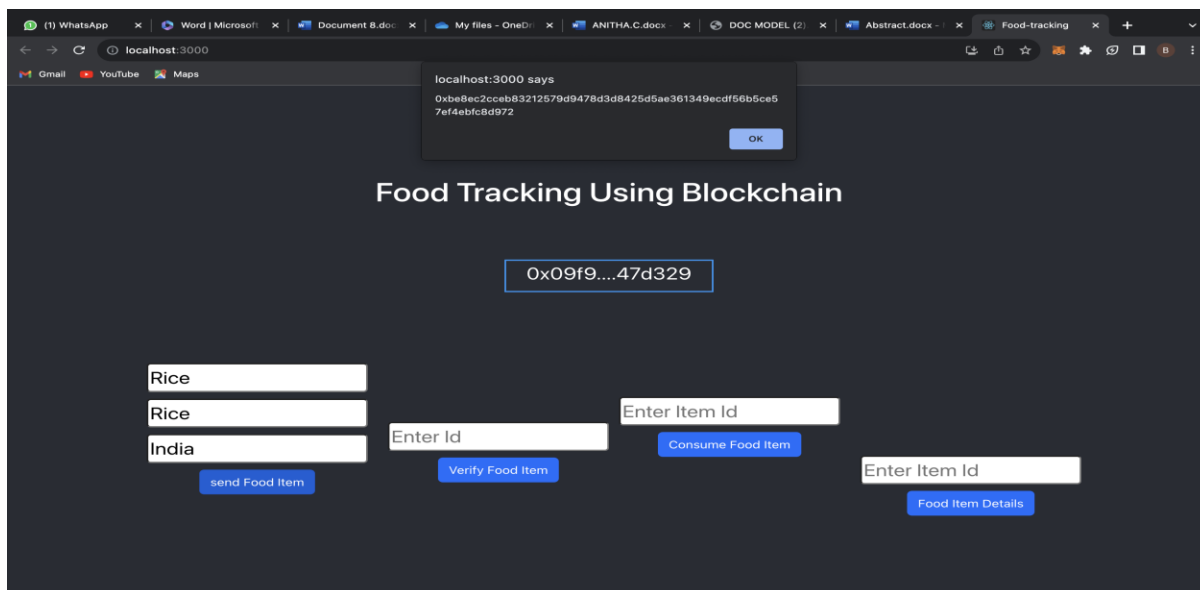 (1) WhatsApp
Word | Microsoft
Document 8.doc
My files - OneDri
ANITHA.C.docx -
DOC MODEL (2)
Abstract.docx -
Food-tracking
localhost:3000
B
Gmail
YouTube
Maps
localhost:3000 says
0xbe8ec2cceb83212579d9478d3d8425d5ae361349ecdf56b5ce5
7ef4ebfc8d972
OK
Food Tracking Using Blockchain
0x09f9....47d329
Rice
Rice
India
send Food Item
Enter Id
Verify Food Item
Enter Item Id
Consume Food Item
Enter Item Id
Food Item Details